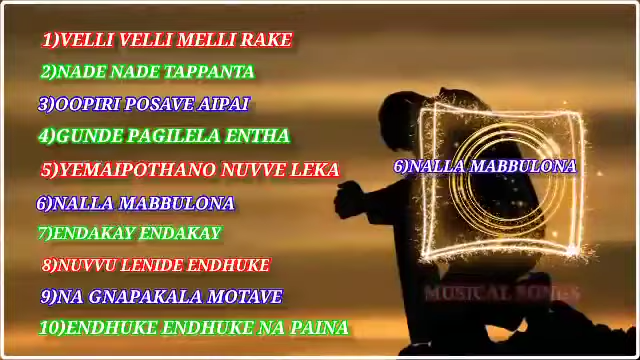 1)VELLI VELLI MELLI RAKE
2)NADE NADE TAPPANTA
3)OOPIRI POSAVE AIPAI
4)GUNDE PAGILELA ENTHA
5)YEMAIPOTHANO NUVVE LEKA
6)NALLA MABBULONA
7)ENDAKAY ENDAKAY
8)NUVVU LENIDE ENDHUKE
9)NA GNAPAKALA MOTAVE
10)ENDHUKE ENDHUKE NA PAINA
6)NALLA MABBULONA
MUSICAL SONGS